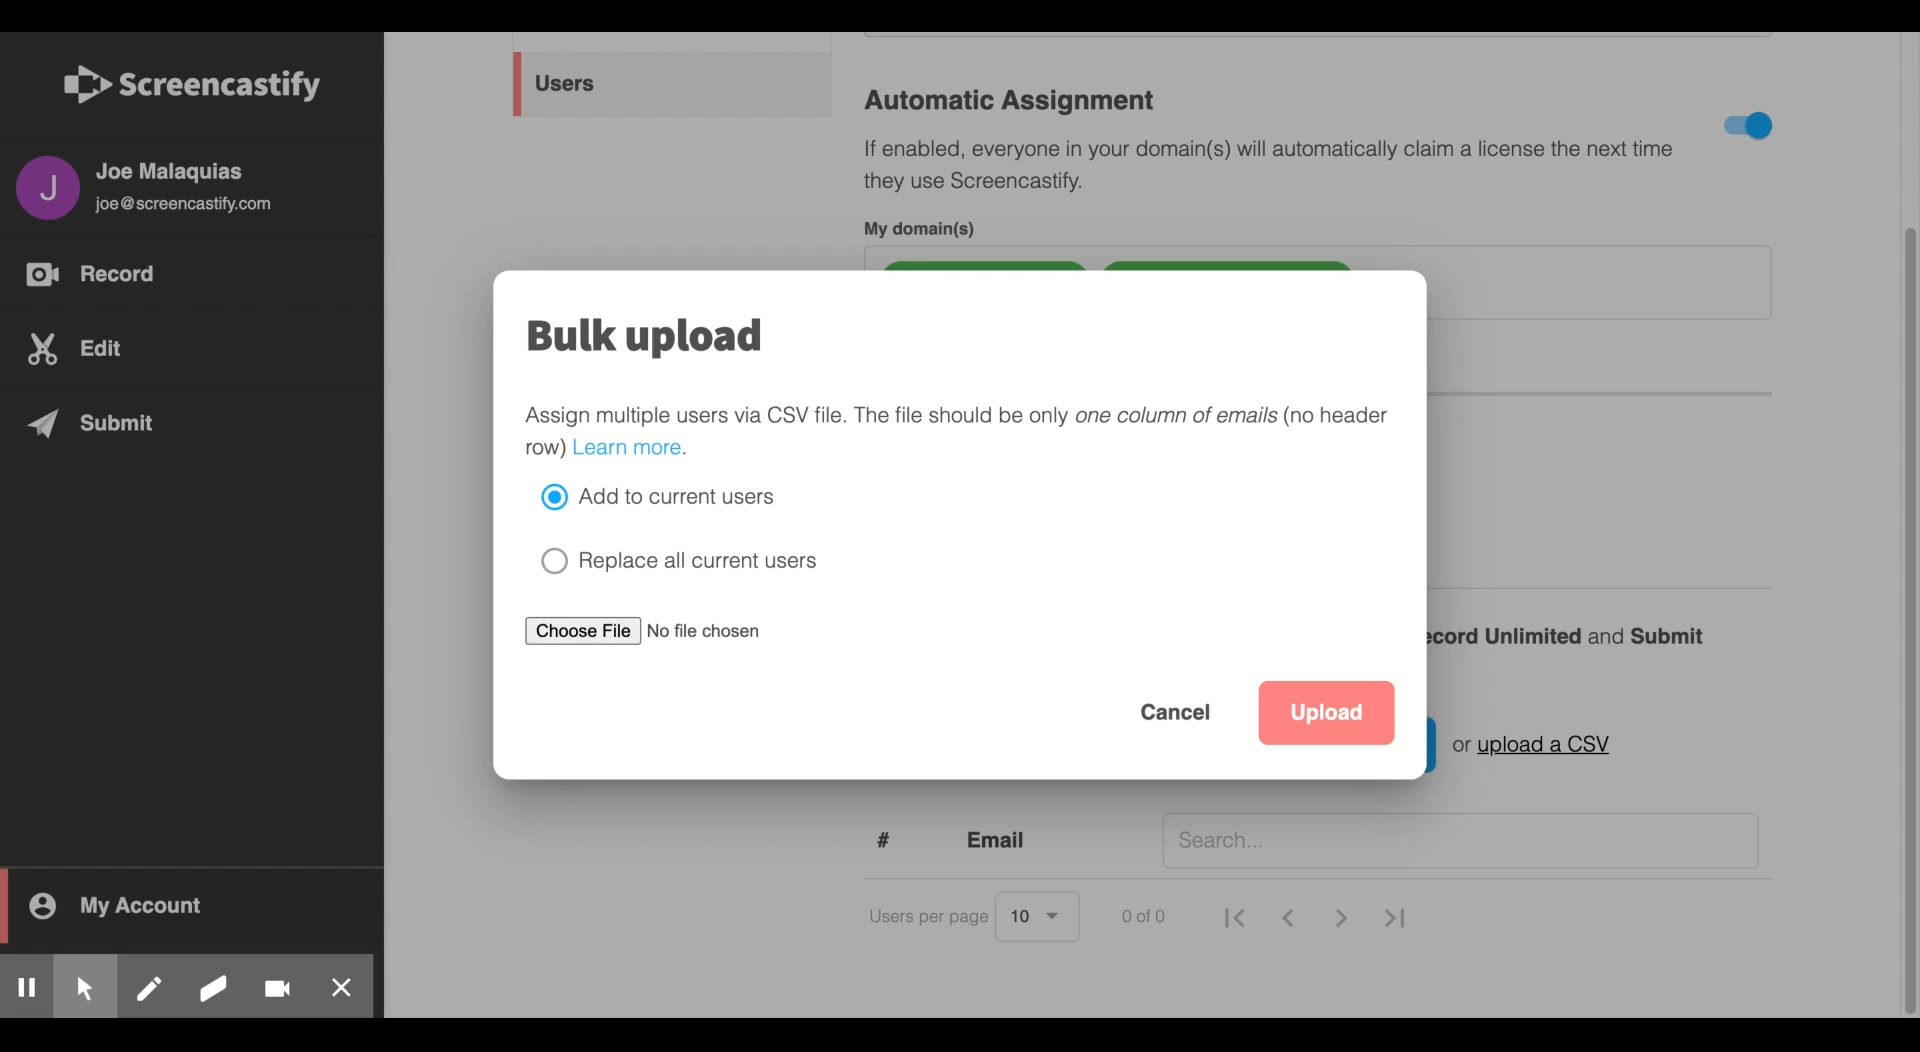 Screencastify
J
Joe Malaquias
joe@screencastify.com
Record
Edit
Submit
My Account
Users
Automatic Assignment
If enabled, everyone in your domain(s) will automatically claim a license the next time
they use Screencastify.
My domain(s)
Bulk upload
Assign multiple users via CSV file. The file should be only one column of emails (no header
row) Learn more.
Add to current users
Replace all current users
Choose File No file chosen
Cancel
Upload
Unlimited and Submit
or upload a CSV
# Email
Search...
Users per page 10
0 of 0